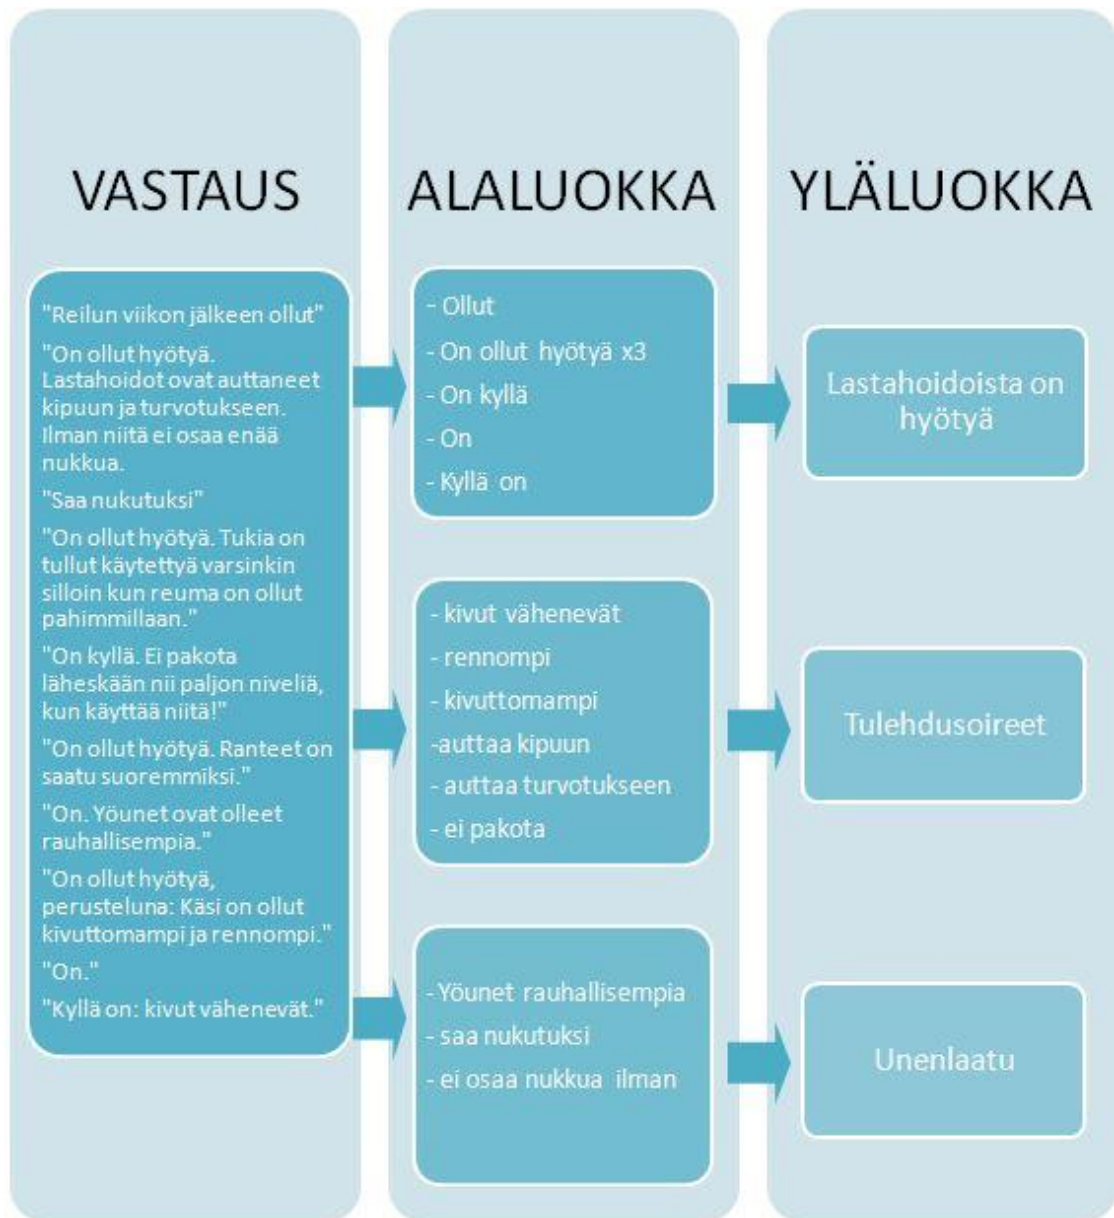 VASTAUS
"Reilun viikon jälkeen ollut"
"On ollut hyötyä.
Lastahoidot ovat auttaneet
kipuun ja turvotukseen.
Ilman niitä ei osaa enää
nukkua.
"Saa nukutuksi"
"On ollut hyötyä. Tukia on
tullut käytettyä varsinkin
silloin kun reuma on ollut
pahimmillaan."
"On kyllä. Ei pakota
läheskään nii paljon niveliä,
kun käyttää niitä!"
"On ollut hyötyä. Ranteet on
saatu suoremmiksi."
"On. Yöunet ovat olleet
rauhallisempia."
"On ollut hyötyä,
perusteluna: Käsi on ollut
kivuttomampi ja rennompi."
"On."
"Kyllä on: kivut vähenevät."
ALALUOKKA
- Ollut
- On ollut hyötyä x3
- On kyllä
- On
- Kyllä on
- kivut vähenevät
- rennompi
- kivuttomampi
-auttaa kipuun
- auttaa turvotukseen
- ei pakota
- Yöunet rauhallisempia
- saa nukutuksi
- ei osaa nukkua ilman
YLÄLUOKKA
Lastahoidoista on
hyötyä
Tulehdusoireet
Unenlaatu